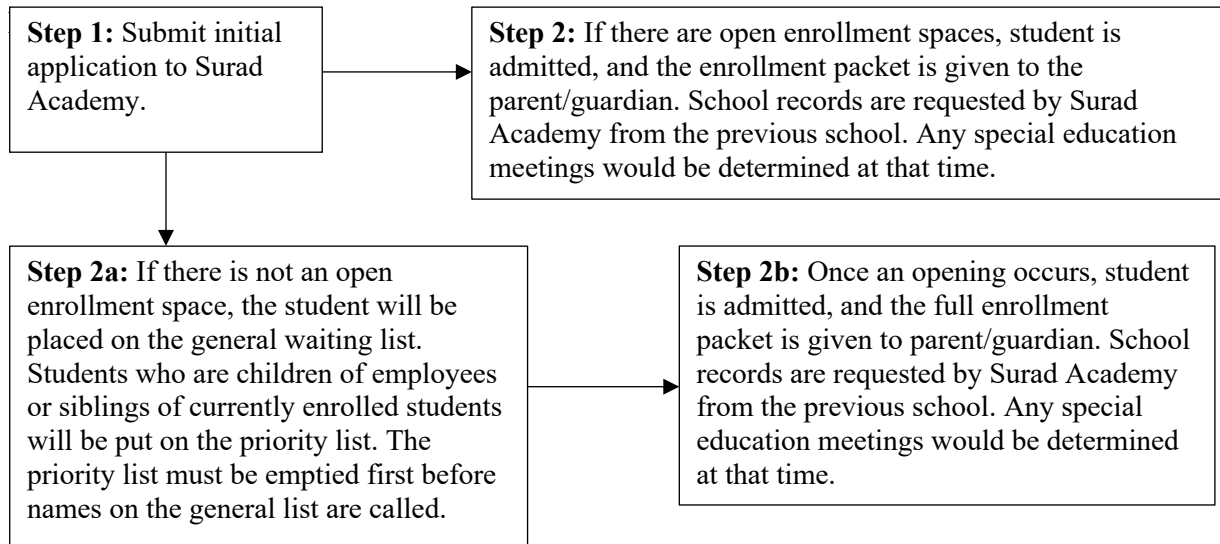 Step 1: Submit initial
application to Surad
Academy.
Step 2: If there are open enrollment spaces, student is
admitted, and the enrollment packet is given to the
parent/guardian. School records are requested by Surad
Academy from the previous school. Any special education
meetings would be determined at that time.
Step 2a: If there is not an open
enrollment space, the student will be
placed on the general waiting list.
Students who are children of employees
or siblings of currently enrolled students
will be put on the priority list. The
priority list must be emptied first before
names on the general list are called.
Step 2b: Once an opening occurs, student
is admitted, and the full enrollment
packet is given to parent/guardian. School
records are requested by Surad Academy
from the previous school. Any special
education meetings would be determined
at that time.